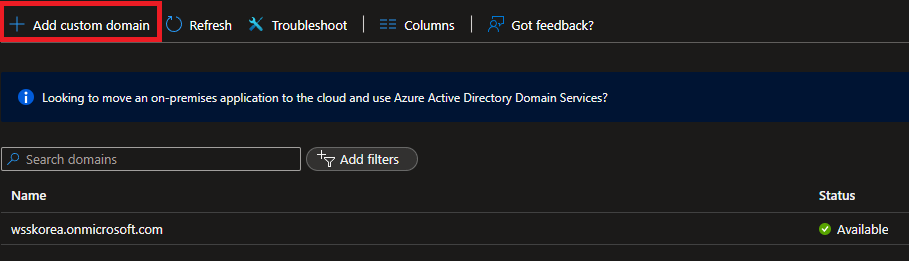 Add custom domain Refresh Troubleshoot Columns Got feedback?
Looking to move an on-premises application to the cloud and use Azure Active Directory Domain Services?
Search domains Add filters
Name Status
wsskorea.onmicrosoft.com Available